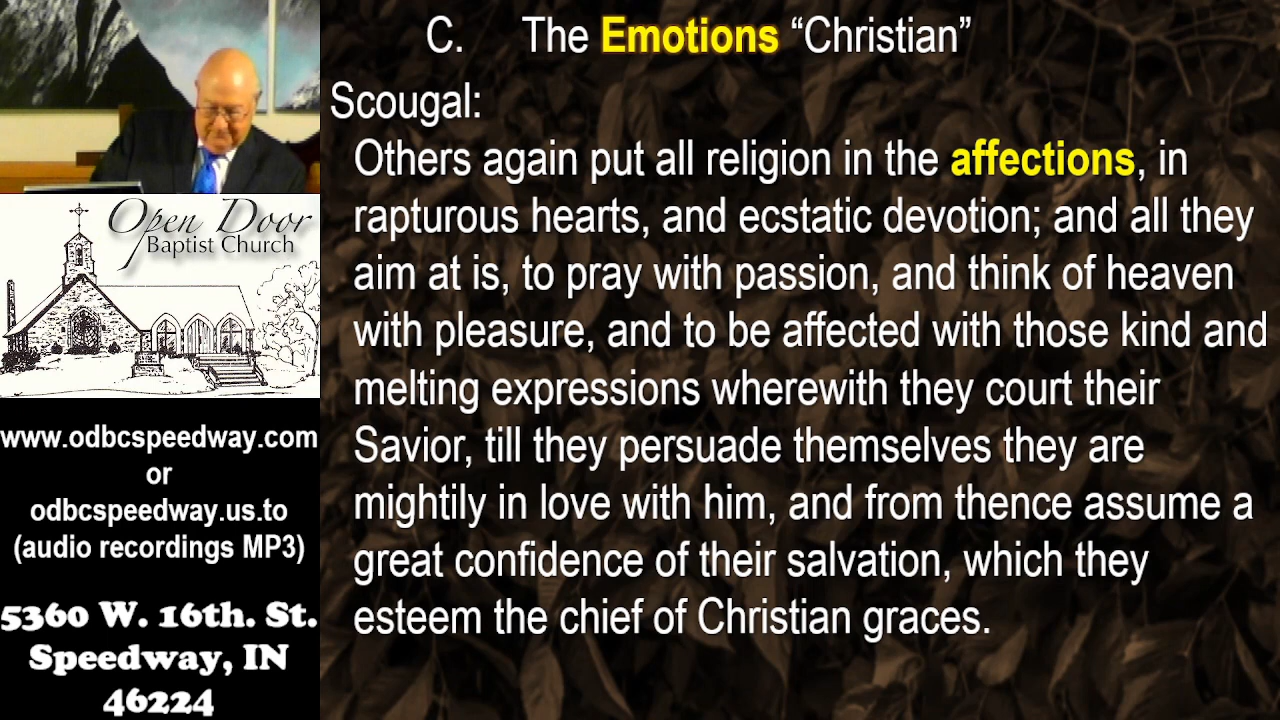 Open Door
Baptist Church
www.odbcspeedway.com
or
odbcspeedway.us.to
(audio recordings MP3)
5360 W. 16th. St.
Speedway, IN
46224
C. The Emotions “Christian”
Scougal:
Others again put all religion in the affections, in
rapturous hearts, and ecstatic devotion; and all they
aim at is, to pray with passion, and think of heaven
with pleasure, and to be affected with those kind and
melting expressions wherewith they court their
Savior, till they persuade themselves they are
mightily in love with him, and from thence assume a
great confidence of their salvation, which they
esteem the chief of Christian graces.